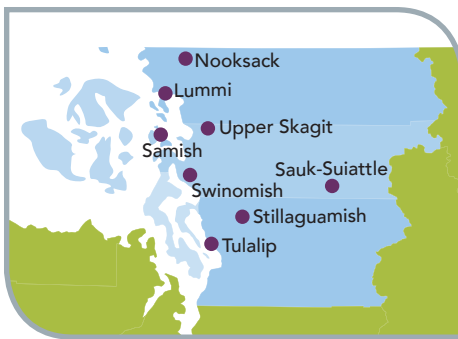 Nooksack
Lummi
Upper Skagit
Samish
Sauk-Suiattle
Swinomish
Stillaguamish
Tulalip